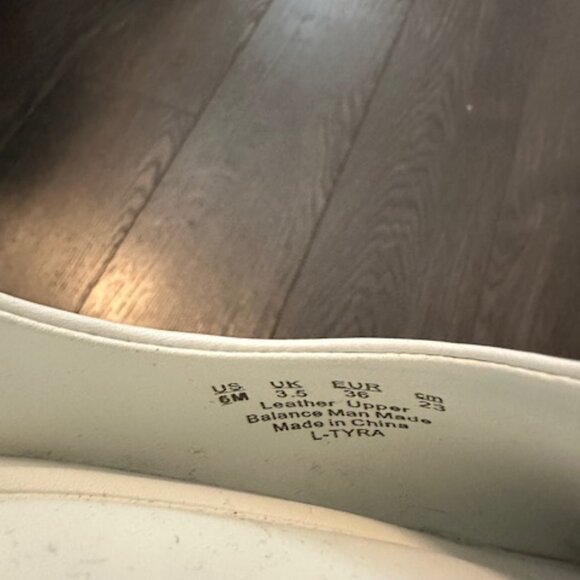 US UK EUR cm
6M 3.5 36 23
Leather Upper
Balance Man Made
Made in China
L-TYRA